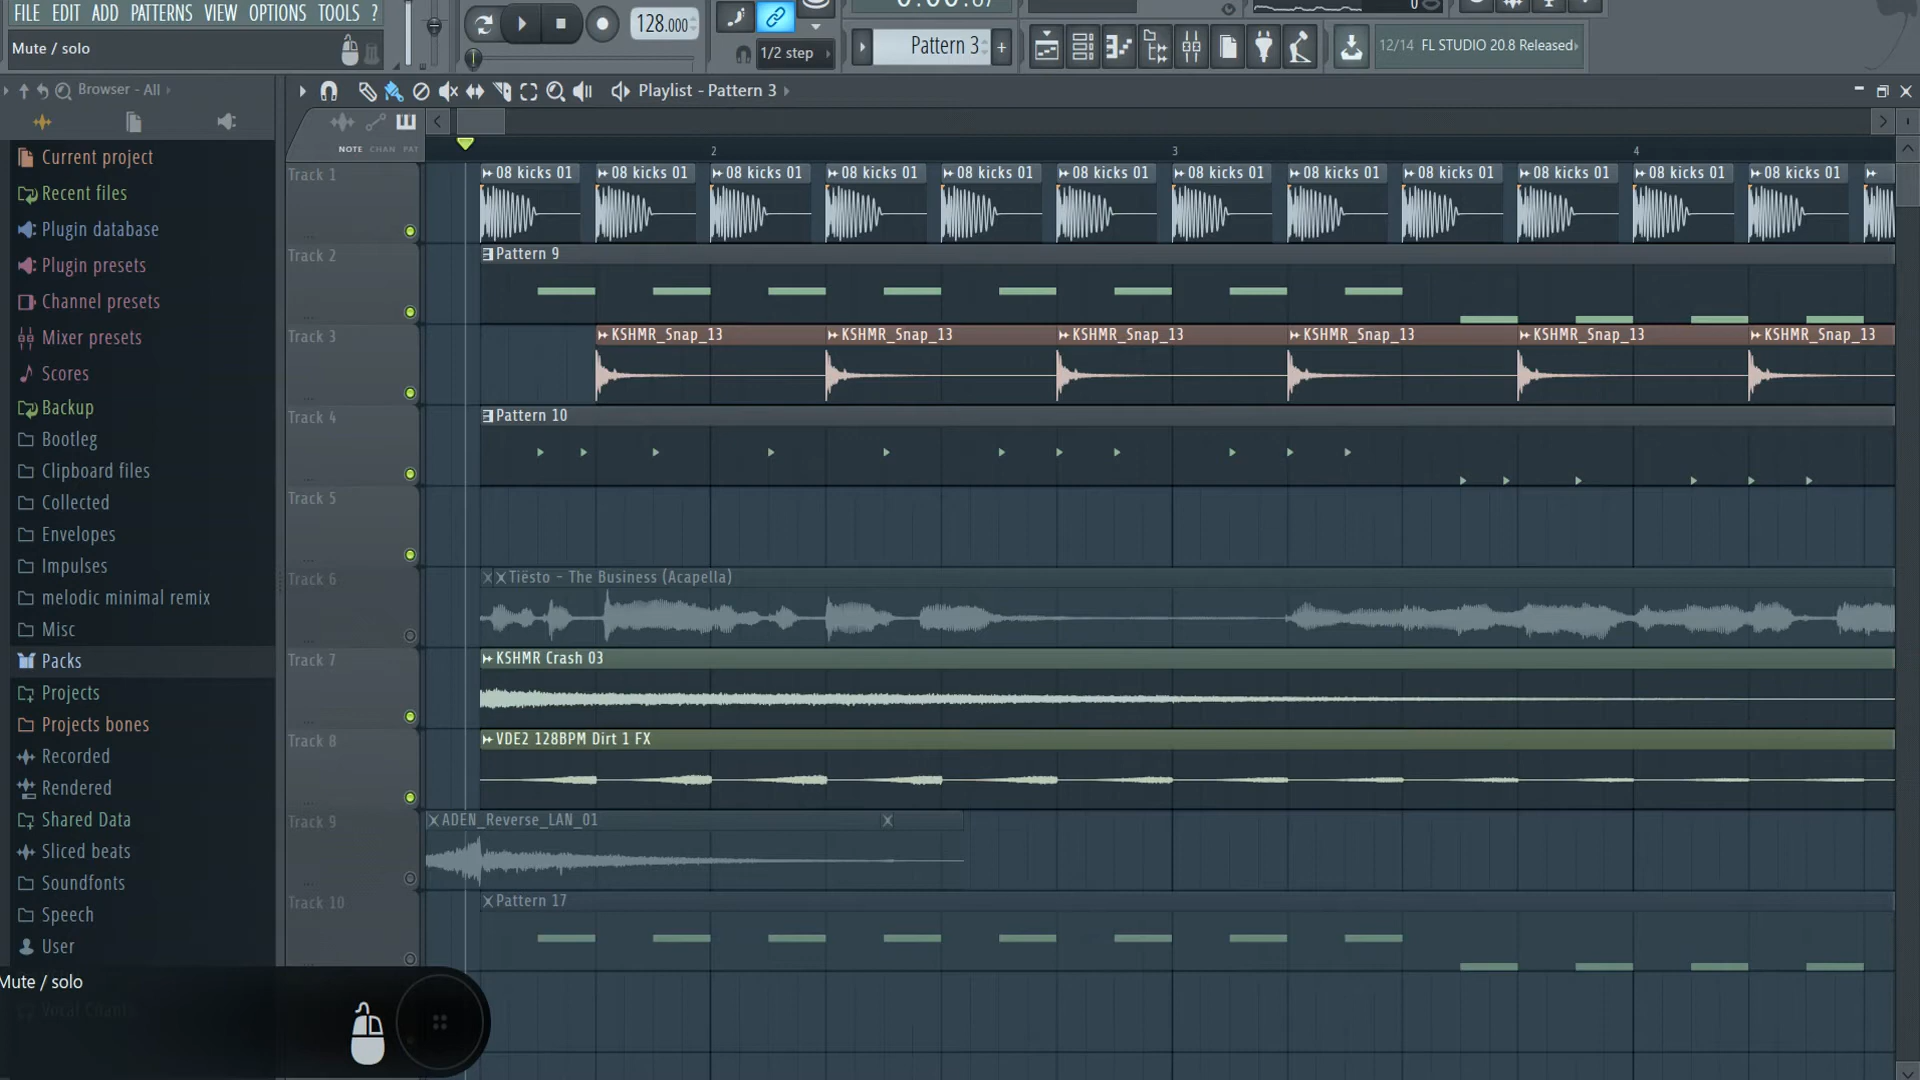 FILE EDIT ADD PATTERNS VIEW OPTIONS TOOLS ?
Mute / solo
128.000
1/2 step
Pattern 3
+
0
12/14 FL STUDIO 20.8 Released
Browser - All
Playlist - Pattern 3
NOTE CHAN PAT
2
3
4
Current project
Recent files
Plugin database
Plugin presets
Channel presets
Mixer presets
Scores
Backup
Bootleg
Clipboard files
Collected
Envelopes
Impulses
melodic minimal remix
Misc
Packs
Projects
Projects bones
Recorded
Rendered
Shared Data
Sliced beats
Soundfonts
Speech
User
Vocal Chants
Mute / solo
Track 1
08 kicks 01 08 kicks 01 08 kicks 01 08 kicks 01 08 kicks 01 08 kicks 01 08 kicks 01 08 kicks 01 08 kicks 01 08 kicks 01 08 kicks 01 08 kicks 01
Track 2
Pattern 9
Track 3
KSHMR_Snap_13 KSHMR_Snap_13 KSHMR_Snap_13 KSHMR_Snap_13 KSHMR_Snap_13 KSHMR_Snap_13
Track 4
Pattern 10
Track 5
Track 6
Tiësto - The Business (Acapella)
Track 7
KSHMR Crash 03
Track 8
VDE2 128BPM Dirt 1 FX
Track 9
ADEN_Reverse_LAN_01
Track 10
Pattern 17